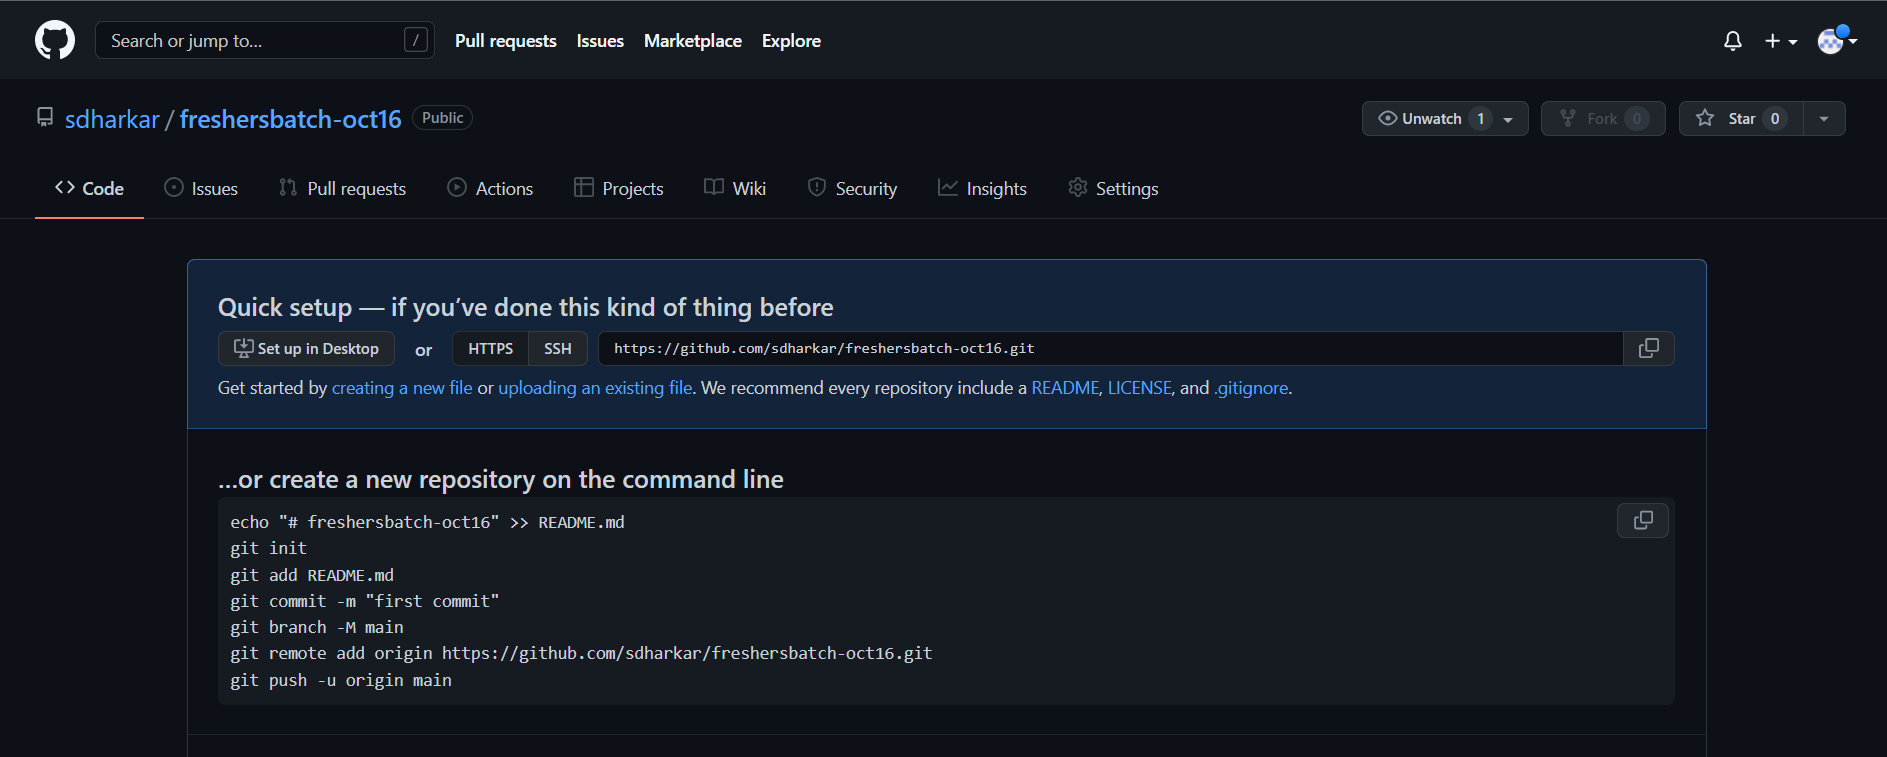 Search or jump to... / Pull requests Issues Marketplace Explore
sdharkar / freshersbatch-oct16 Public Unwatch 1 Fork 0 Star 0
Code Issues Pull requests Actions Projects Wiki Security Insights Settings
Quick setup — if you’ve done this kind of thing before
Set up in Desktop or HTTPS SSH https://github.com/sdharkar/freshersbatch-oct16.git
Get started by creating a new file or uploading an existing file. We recommend every repository include a README, LICENSE, and .gitignore.
…or create a new repository on the command line
echo "# freshersbatch-oct16" >> README.md
git init
git add README.md
git commit -m "first commit"
git branch -M main
git remote add origin https://github.com/sdharkar/freshersbatch-oct16.git
git push -u origin main